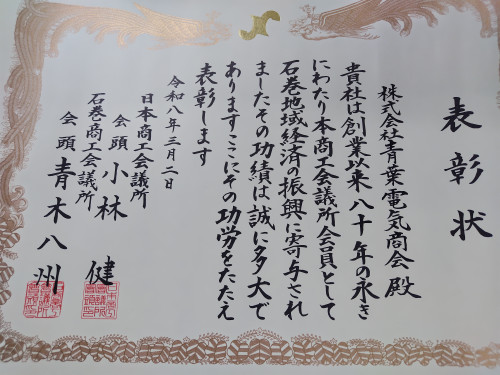 表彰状
株式会社青葉電気商会殿
貴社は創業以来八十年の永き
にわたり本商工会議所会員として
石巻地域経済の振興に寄与され
ましたその功績は誠に多大で
ありますここにその功労をたたえ
表彰します
令和八年三月二日
日本商工会議所
会頭 小林 健
石巻商工会議所
会頭 青木八州